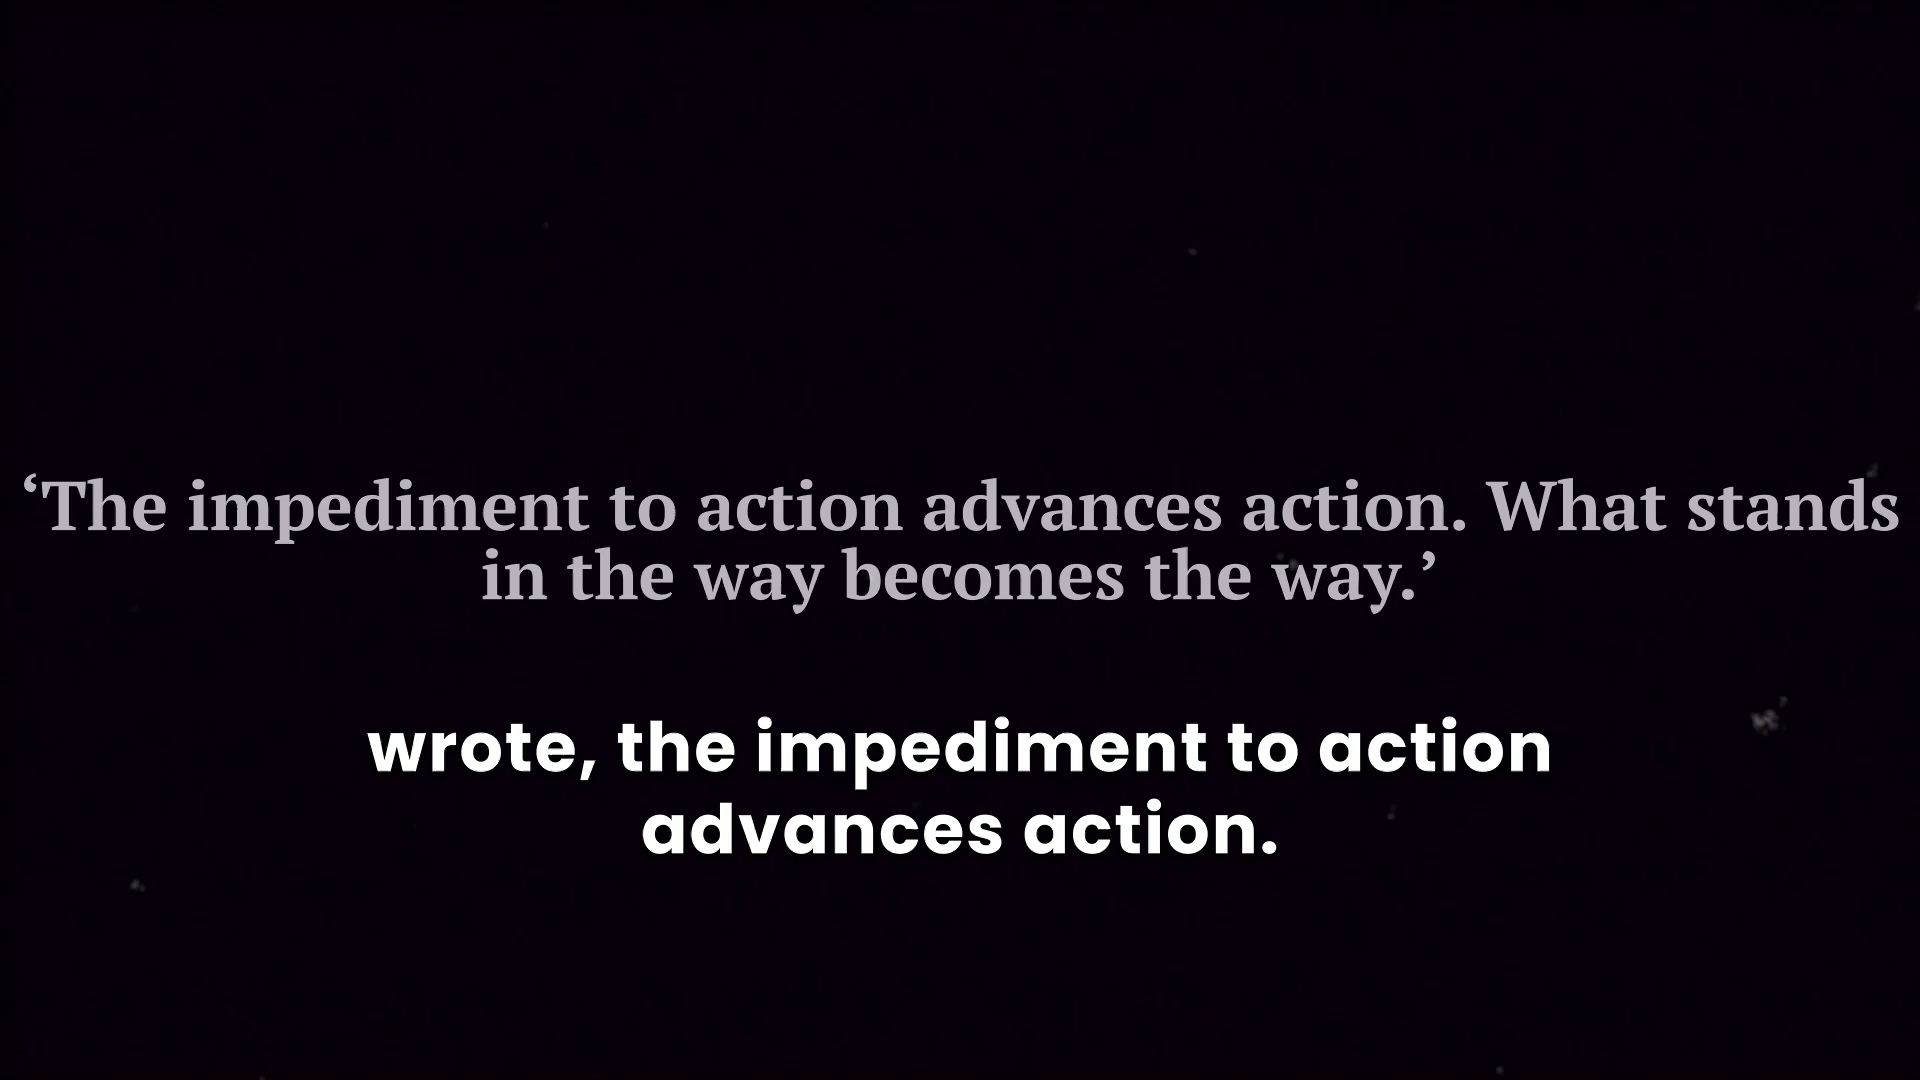 ‘The impediment to action advances action. What stands
in the way becomes the way.’
wrote, the impediment to action
advances action.